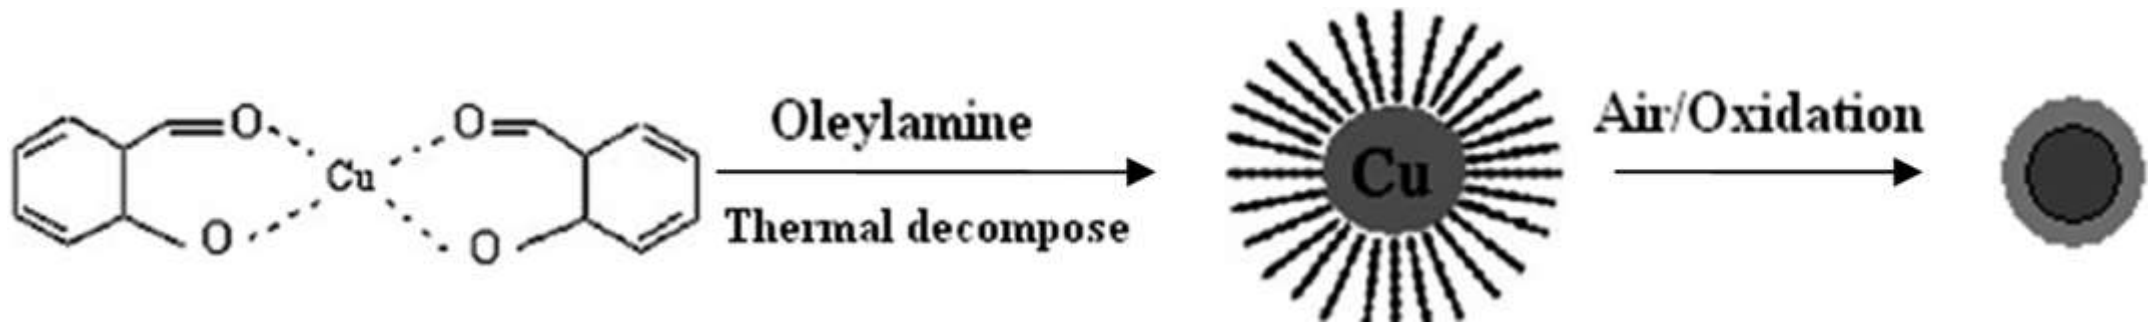 O
O
Cu
O
O
Oleylamine
Thermal decompose
Cu
Air/Oxidation